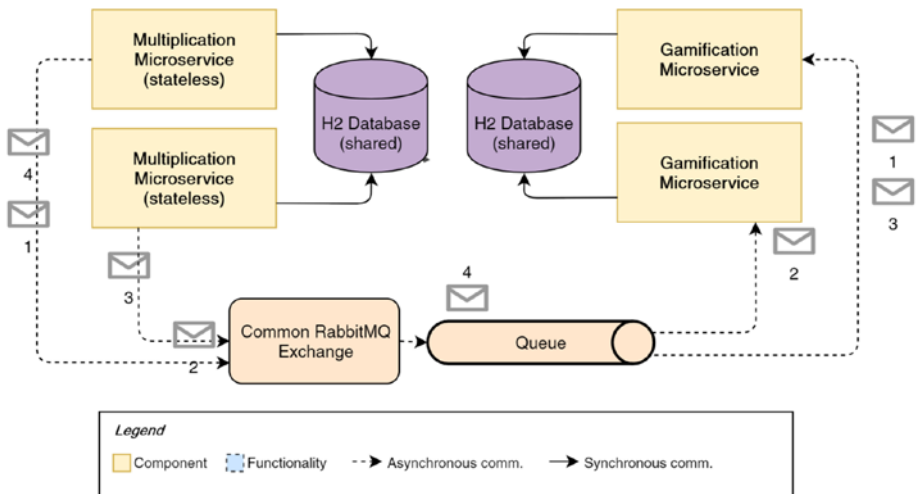 Multiplication
Microservice
(stateless)
H2 Database
(shared)
H2 Database
(shared)
Gamification
Microservice
Multiplication
Microservice
(stateless)
Gamification
Microservice
4
1
3
2
4
2
1
3
Common RabbitMQ
Exchange
Queue
Legend
Component
Functionality
Asynchronous comm.
Synchronous comm.